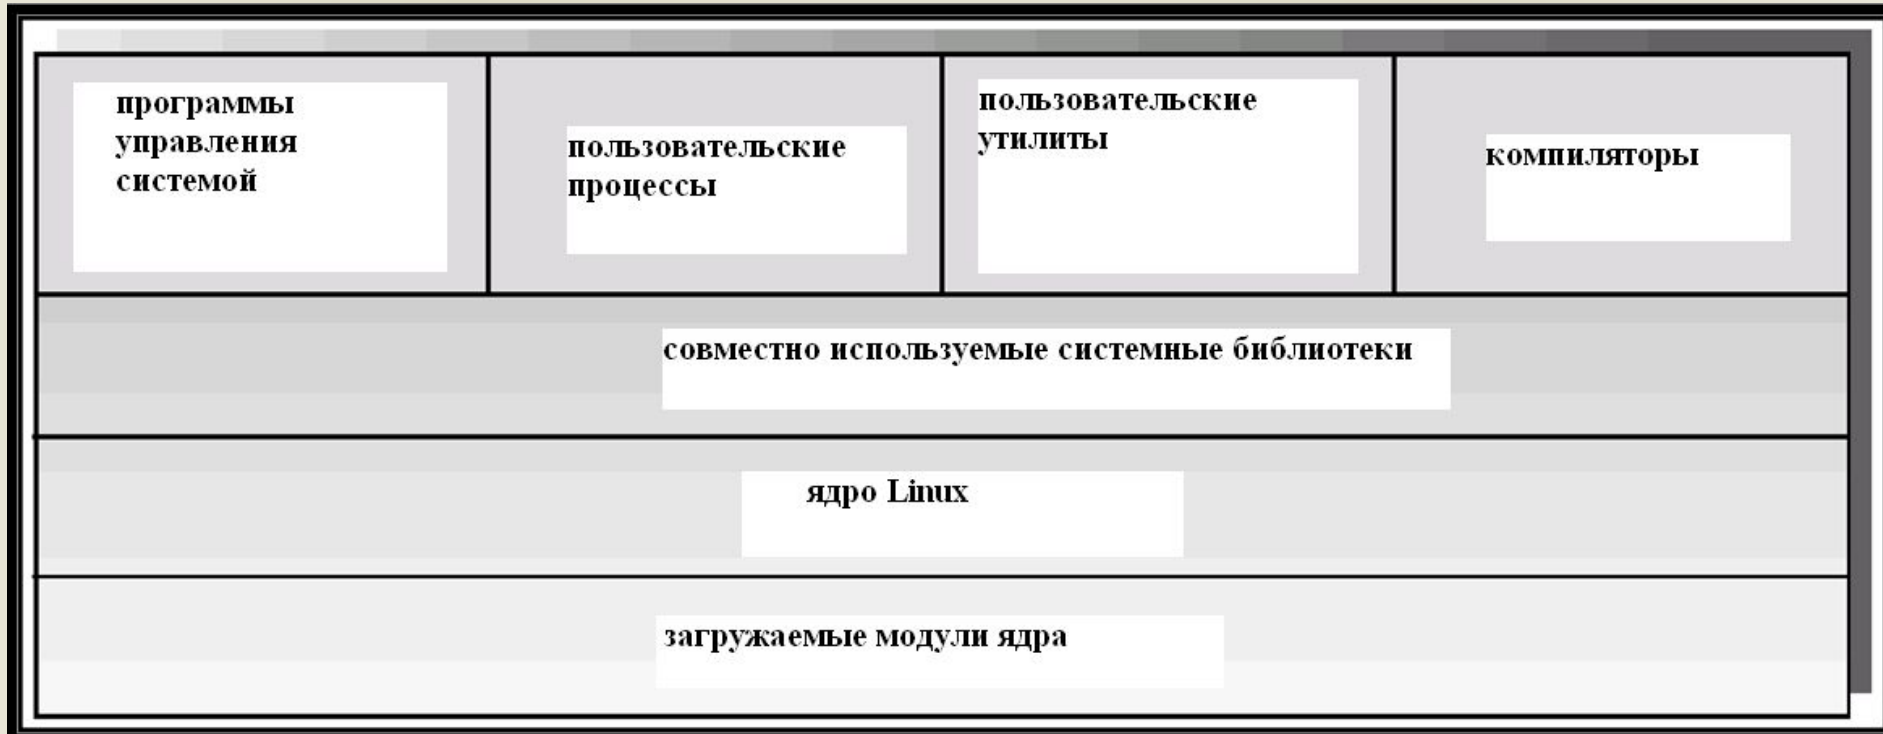 программы
управления
системой
пользовательские
процессы
пользовательские
утилиты
компиляторы
совместно используемые системные библиотеки
ядро Linux
загружаемые модули ядра